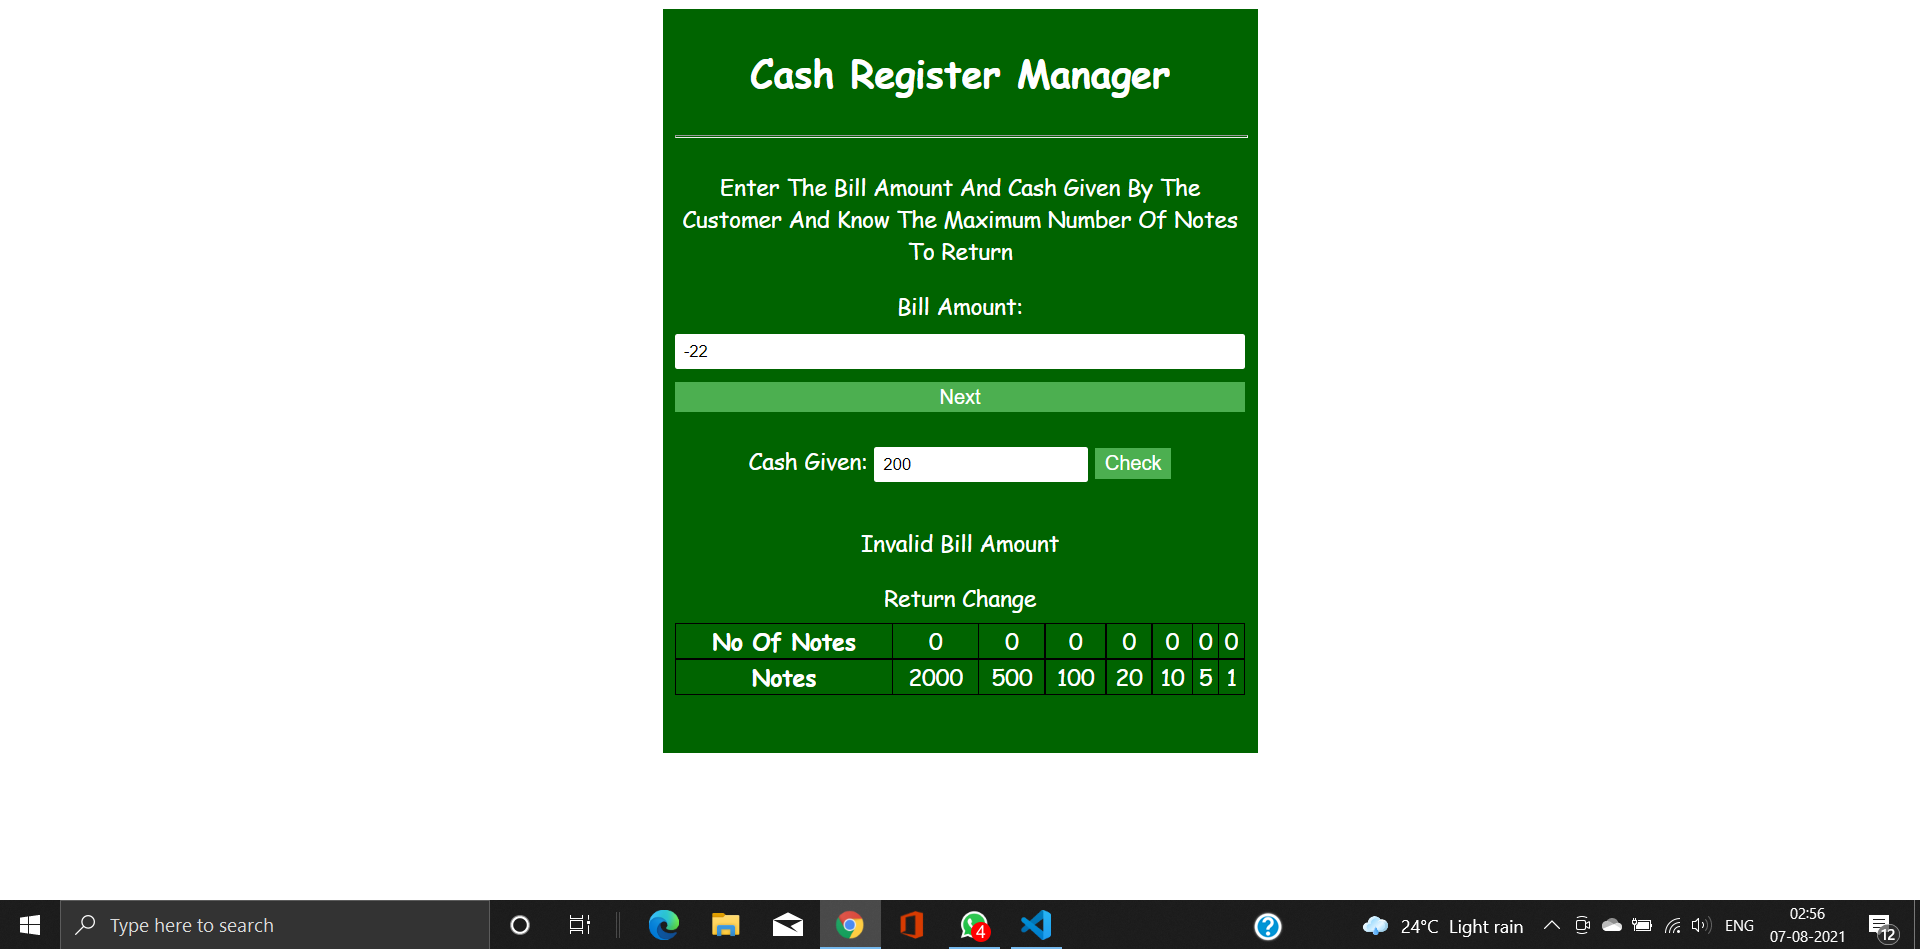 Cash Register Manager
Enter The Bill Amount And Cash Given By The
Customer And Know The Maximum Number Of Notes
To Return
Bill Amount:
-22
Next
Cash Given: 200 Check
Invalid Bill Amount
Return Change
No Of Notes 0 0 0 0 0 0 0
Notes 2000 500 100 20 10 5 1
Type here to search
4
?
24°C Light rain
ENG
02:56
07-08-2021
12